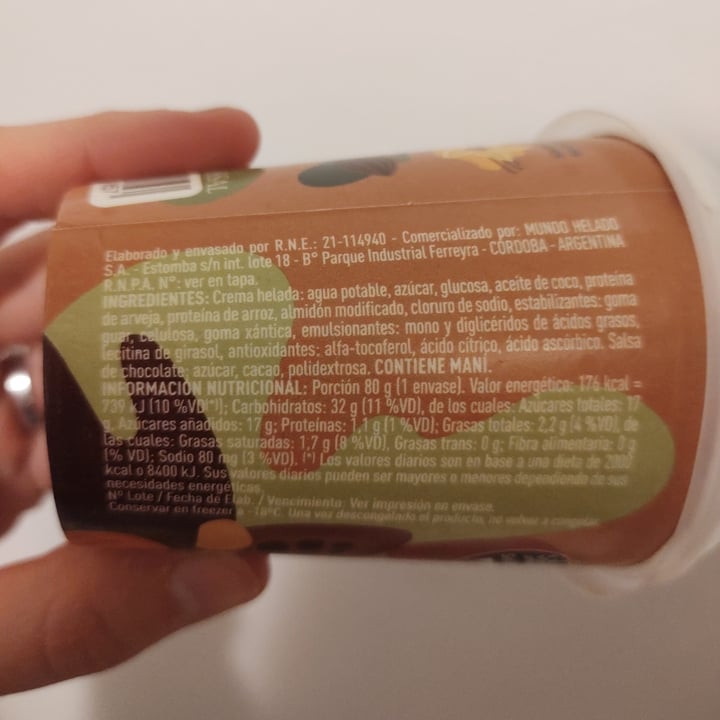 Elaborado y envasado por R.N.E.: 21-114940 - Comercializado por: MUNDO HELADO
S.A. - Estomba s/n int. lote 18 - B° Parque Industrial Ferreyra - CÓRDOBA - ARGENTINA
R.N.P.A. N°: ver en tapa.
INGREDIENTES: Crema helada: agua potable, azúcar, glucosa, aceite de coco, proteína
de arveja, proteína de arroz, almidón modificado, cloruro de sodio, estabilizantes: goma
guar, celulosa, goma xántica, emulsionantes: mono y diglicéridos de ácidos grasos,
lecitina de girasol, antioxidantes: alfa-tocoferol, ácido cítrico, ácido ascórbico. Salsa
de chocolate: azúcar, cacao, polidextrosa. CONTIENE MANÍ.
INFORMACIÓN NUTRICIONAL: Porción 80 g (1 envase). Valor energético: 176 kcal =
739 kJ (10 %VD(*)); Carbohidratos: 32 g (11 %VD), de los cuales: Azúcares totales: 17
g, Azúcares añadidos: 17 g; Proteínas: 1,1 g (1 %VD); Grasas totales: 2,2 g (4 %VD), de
las cuales: Grasas saturadas: 1,7 g (8 %VD), Grasas trans: 0 g; Fibra alimentaria: 0 g
(% VD); Sodio 80 mg (3 %VD). (*) Los valores diarios son en base a una dieta de 2000
kcal o 8400 kJ. Sus valores diarios pueden ser mayores o menores dependiendo de sus
necesidades energéticas.
N° Lote / Fecha de Elab. / Vencimiento: Ver impresión en envase.
Conservar en freezer a -18°C. Una vez descongelado el producto, no volver a congelar.